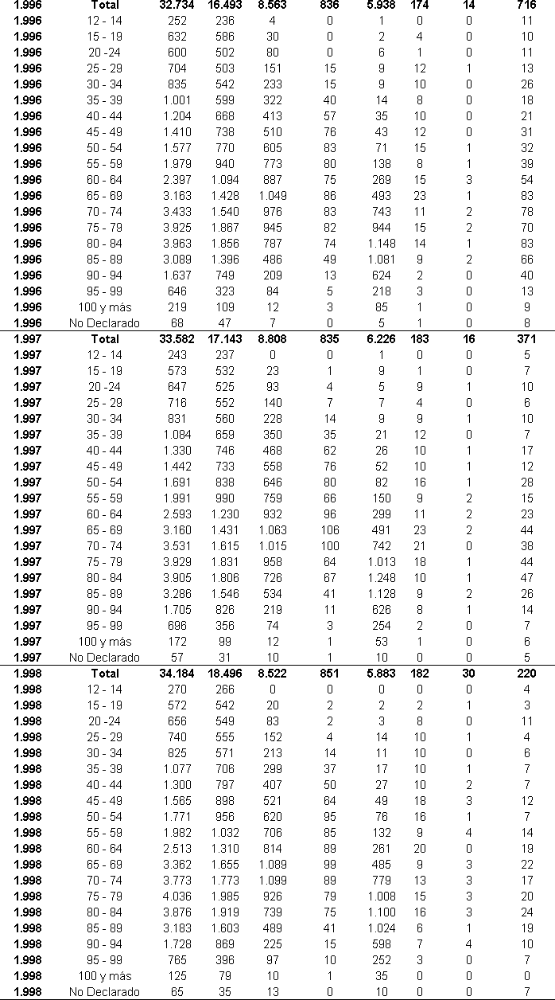 1.996 Total 32.734 16.493 8.563 836 5.938 174 14 716
1.996 12 - 14 252 236 4 0 1 0 0 11
1.996 15 - 19 632 586 30 0 2 4 0 10
1.996 20 -24 600 502 80 0 6 1 0 11
1.996 25 - 29 704 503 151 15 9 12 1 13
1.996 30 - 34 835 542 233 15 9 10 0 26
1.996 35 - 39 1.001 599 322 40 14 8 0 18
1.996 40 - 44 1.204 668 413 57 35 10 0 21
1.996 45 - 49 1.410 738 510 76 43 12 0 31
1.996 50 - 54 1.577 770 605 83 71 15 1 32
1.996 55 - 59 1.979 940 773 80 138 8 1 39
1.996 60 - 64 2.397 1.094 887 75 269 15 3 54
1.996 65 - 69 3.163 1.428 1.049 86 493 23 1 83
1.996 70 - 74 3.433 1.540 976 83 743 11 2 78
1.996 75 - 79 3.925 1.867 945 82 944 15 2 70
1.996 80 - 84 3.963 1.856 787 74 1.148 14 1 83
1.996 85 - 89 3.089 1.396 486 49 1.081 9 2 66
1.996 90 - 94 1.637 749 209 13 624 2 0 40
1.996 95 - 99 646 323 84 5 218 3 0 13
1.996 100 y más 219 109 12 3 85 1 0 9
1.996 No Declarado 68 47 7 0 5 1 0 8
1.997 Total 33.582 17.143 8.808 835 6.226 183 16 371
1.997 12 - 14 243 237 0 0 1 0 0 5
1.997 15 - 19 573 532 23 1 9 1 0 7
1.997 20 -24 647 525 93 4 5 9 1 10
1.997 25 - 29 716 552 140 7 7 4 0 6
1.997 30 - 34 831 560 228 14 9 9 1 10
1.997 35 - 39 1.084 659 350 35 21 12 0 7
1.997 40 - 44 1.330 746 468 62 26 10 1 17
1.997 45 - 49 1.442 733 558 76 52 10 1 12
1.997 50 - 54 1.691 838 646 80 82 16 1 28
1.997 55 - 59 1.991 990 759 66 150 9 2 15
1.997 60 - 64 2.593 1.230 932 96 299 11 2 23
1.997 65 - 69 3.160 1.431 1.063 106 491 23 2 44
1.997 70 - 74 3.531 1.615 1.015 100 742 21 0 38
1.997 75 - 79 3.929 1.831 958 64 1.013 18 1 44
1.997 80 - 84 3.905 1.806 726 67 1.248 10 1 47
1.997 85 - 89 3.286 1.546 534 41 1.128 9 2 26
1.997 90 - 94 1.705 826 219 11 626 8 1 14
1.997 95 - 99 696 356 74 3 254 2 0 7
1.997 100 y más 172 99 12 1 53 1 0 6
1.997 No Declarado 57 31 10 1 10 0 0 5
1.998 Total 34.184 18.496 8.522 851 5.883 182 30 220
1.998 12 - 14 270 266 0 0 0 0 0 4
1.998 15 - 19 572 542 20 2 2 2 1 3
1.998 20 -24 656 549 83 2 3 8 0 11
1.998 25 - 29 740 555 152 4 14 10 1 4
1.998 30 - 34 825 571 213 14 11 10 0 6
1.998 35 - 39 1.077 706 299 37 17 10 1 7
1.998 40 - 44 1.300 797 407 50 27 10 2 7
1.998 45 - 49 1.565 898 521 64 49 18 3 12
1.998 50 - 54 1.771 956 620 95 76 16 1 7
1.998 55 - 59 1.982 1.032 706 85 132 9 4 14
1.998 60 - 64 2.513 1.310 814 89 261 20 0 19
1.998 65 - 69 3.362 1.655 1.089 99 485 9 3 22
1.998 70 - 74 3.773 1.773 1.099 89 779 13 3 17
1.998 75 - 79 4.036 1.985 926 79 1.008 15 3 20
1.998 80 - 84 3.876 1.919 739 75 1.100 16 3 24
1.998 85 - 89 3.183 1.603 489 41 1.024 6 1 19
1.998 90 - 94 1.728 869 225 15 598 7 4 10
1.998 95 - 99 765 396 97 10 252 3 0 7
1.998 100 y más 125 79 10 1 35 0 0 0
1.998 No Declarado 65 35 13 0 10 0 0 7